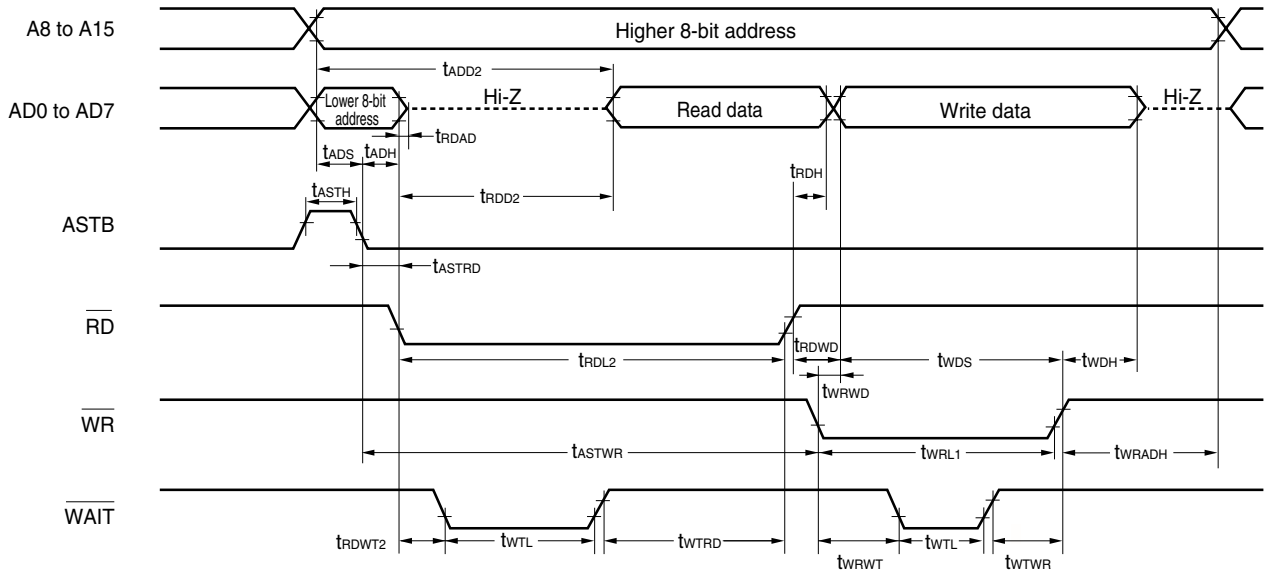 A8 to A15
Higher 8-bit address
tADD2
AD0 to AD7
Lower 8-bit
address
Hi-Z
Read data
Write data
Hi-Z
tRDAD
tADS
tADH
tRDH
tASTH
tRDD2
ASTB
tASTRD
RD
tRDL2
tRDWD
tWDS
tWDH
tWRWD
WR
tASTWR
tWRL1
tWRADH
WAIT
tRDWT2
tWTL
tWTRD
tWRWT
tWTL
tWTWR